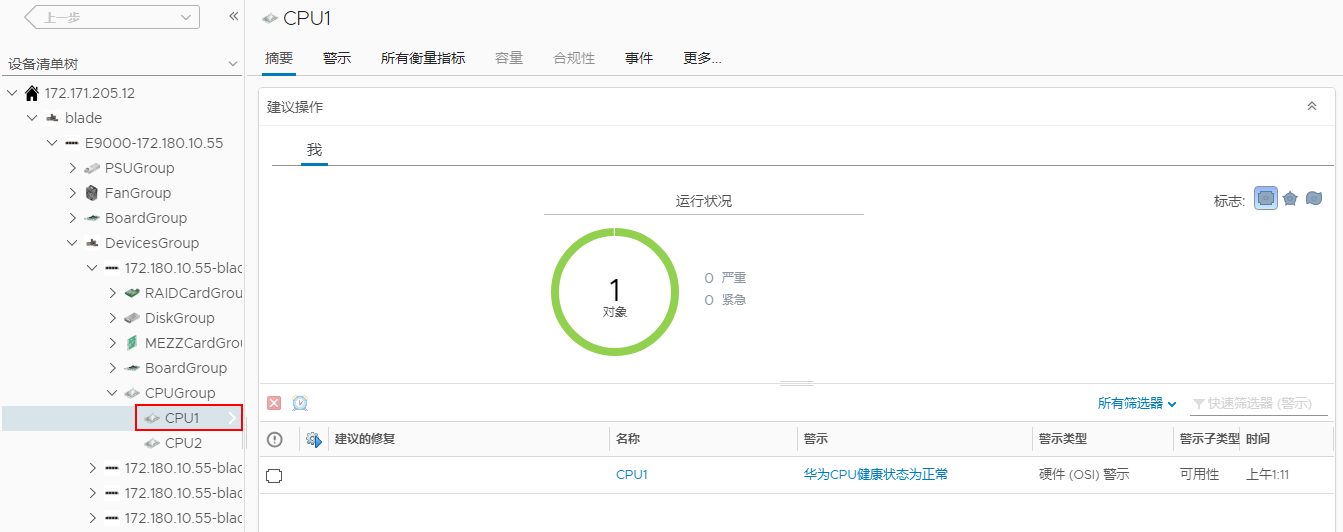 上一步
设备清单树
172.171.205.12
blade
E9000-172.180.10.55
PSUGroup
FanGroup
BoardGroup
DevicesGroup
172.180.10.55-blad
RAIDCardGrou
DiskGroup
MEZZCardGrou
BoardGroup
CPUGroup
CPU1
CPU2
172.180.10.55-blad
172.180.10.55-blad
172.180.10.55-blad
CPU1
摘要 警示 所有衡量指标 容量 合规性 事件 更多...
建议操作
我
运行状况
标志:
1
对象
0 严重
0 紧急
所有筛选器 快速筛选器 (警示)
建议的修复 名称 警示 警示类型 警示子类型 时间
CPU1 华为CPU健康状态为正常 硬件 (OSI) 警示 可用性 上午1:11